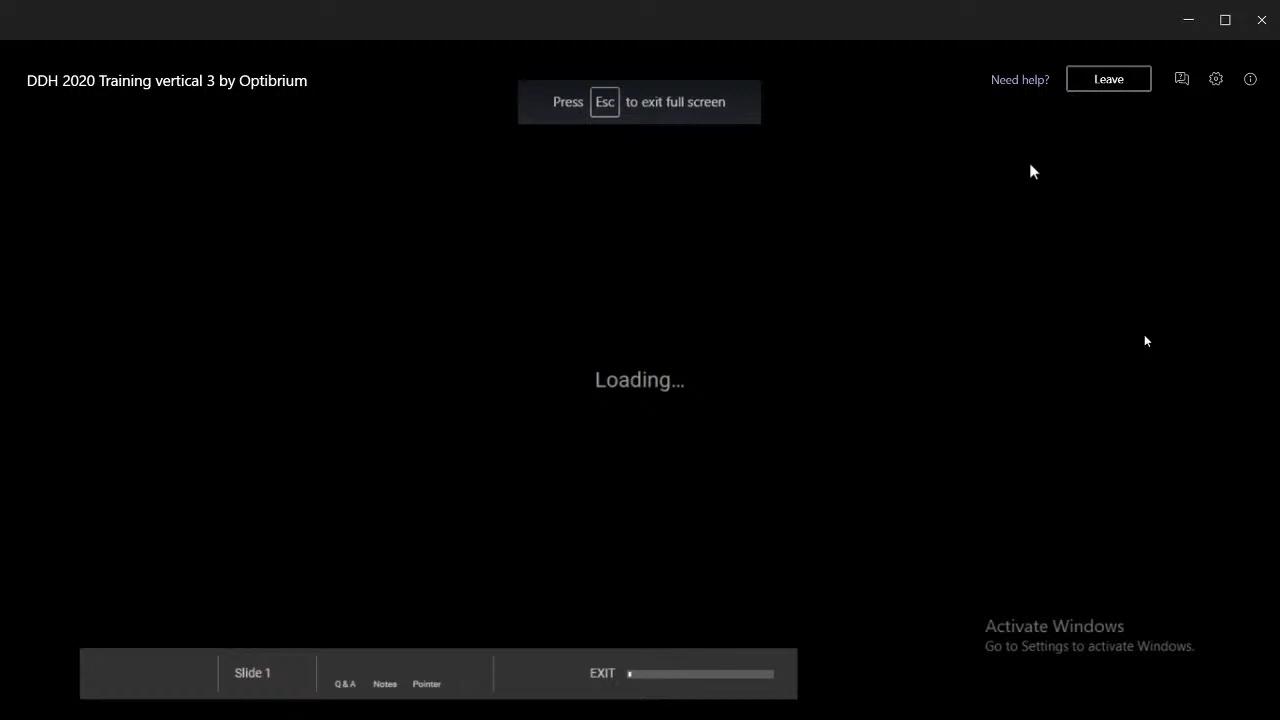 DDH 2020 Training vertical 3 by Optibrium
Need help?
Leave
Press Esc to exit full screen
Loading...
Activate Windows
Go to Settings to activate Windows.
Slide 1
Q & A Notes Pointer
EXIT